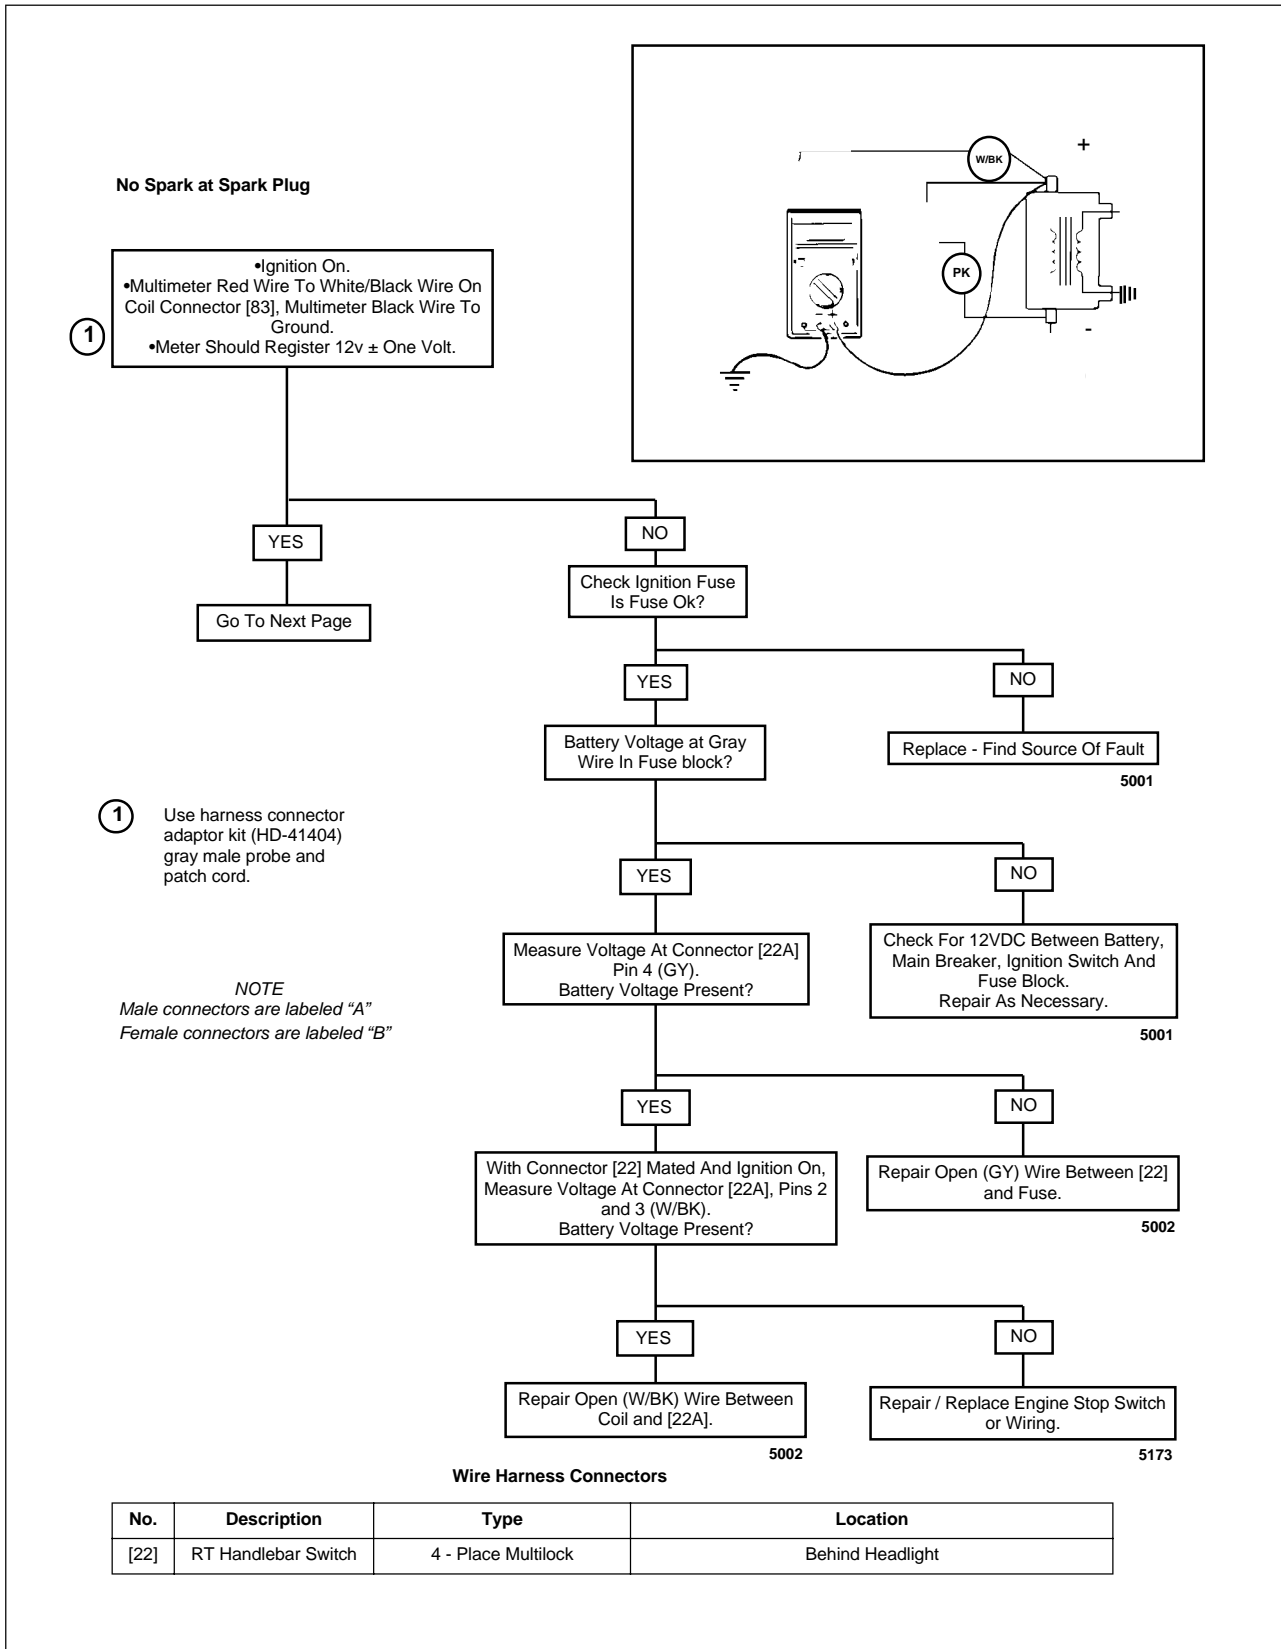 No Spark at Spark Plug
W/BK
+
PK
-
•Ignition On.
•Multimeter Red Wire To White/Black Wire On
Coil Connector [83], Multimeter Black Wire To
Ground.
•Meter Should Register 12v ± One Volt.
1
YES
NO
Go To Next Page
Check Ignition Fuse
Is Fuse Ok?
YES
NO
Battery Voltage at Gray
Wire In Fuse block?
Replace - Find Source Of Fault
5001
1
Use harness connector
adaptor kit (HD-41404)
gray male probe and
patch cord.
YES
NO
Measure Voltage At Connector [22A]
Pin 4 (GY).
Battery Voltage Present?
Check For 12VDC Between Battery,
Main Breaker, Ignition Switch And
Fuse Block.
Repair As Necessary.
5001
NOTE
Male connectors are labeled “A”
Female connectors are labeled “B”
YES
NO
With Connector [22] Mated And Ignition On,
Measure Voltage At Connector [22A], Pins 2
and 3 (W/BK).
Battery Voltage Present?
Repair Open (GY) Wire Between [22]
and Fuse.
5002
YES
NO
Repair Open (W/BK) Wire Between
Coil and [22A].
5002
Repair / Replace Engine Stop Switch
or Wiring.
5173
Wire Harness Connectors
No. Description Type Location
[22] RT Handlebar Switch 4 - Place Multilock Behind Headlight